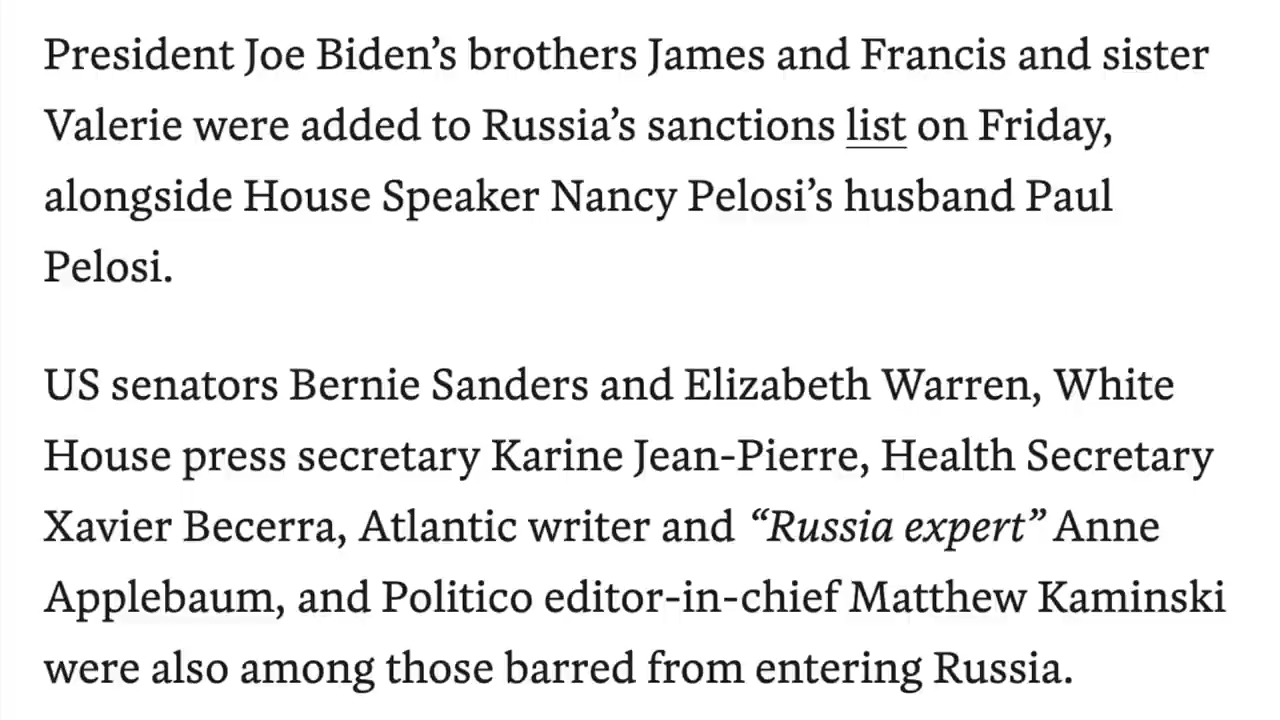 President Joe Biden’s brothers James and Francis and sister
Valerie were added to Russia’s sanctions list on Friday,
alongside House Speaker Nancy Pelosi’s husband Paul
Pelosi.
US senators Bernie Sanders and Elizabeth Warren, White
House press secretary Karine Jean-Pierre, Health Secretary
Xavier Becerra, Atlantic writer and “Russia expert” Anne
Applebaum, and Politico editor-in-chief Matthew Kaminski
were also among those barred from entering Russia.